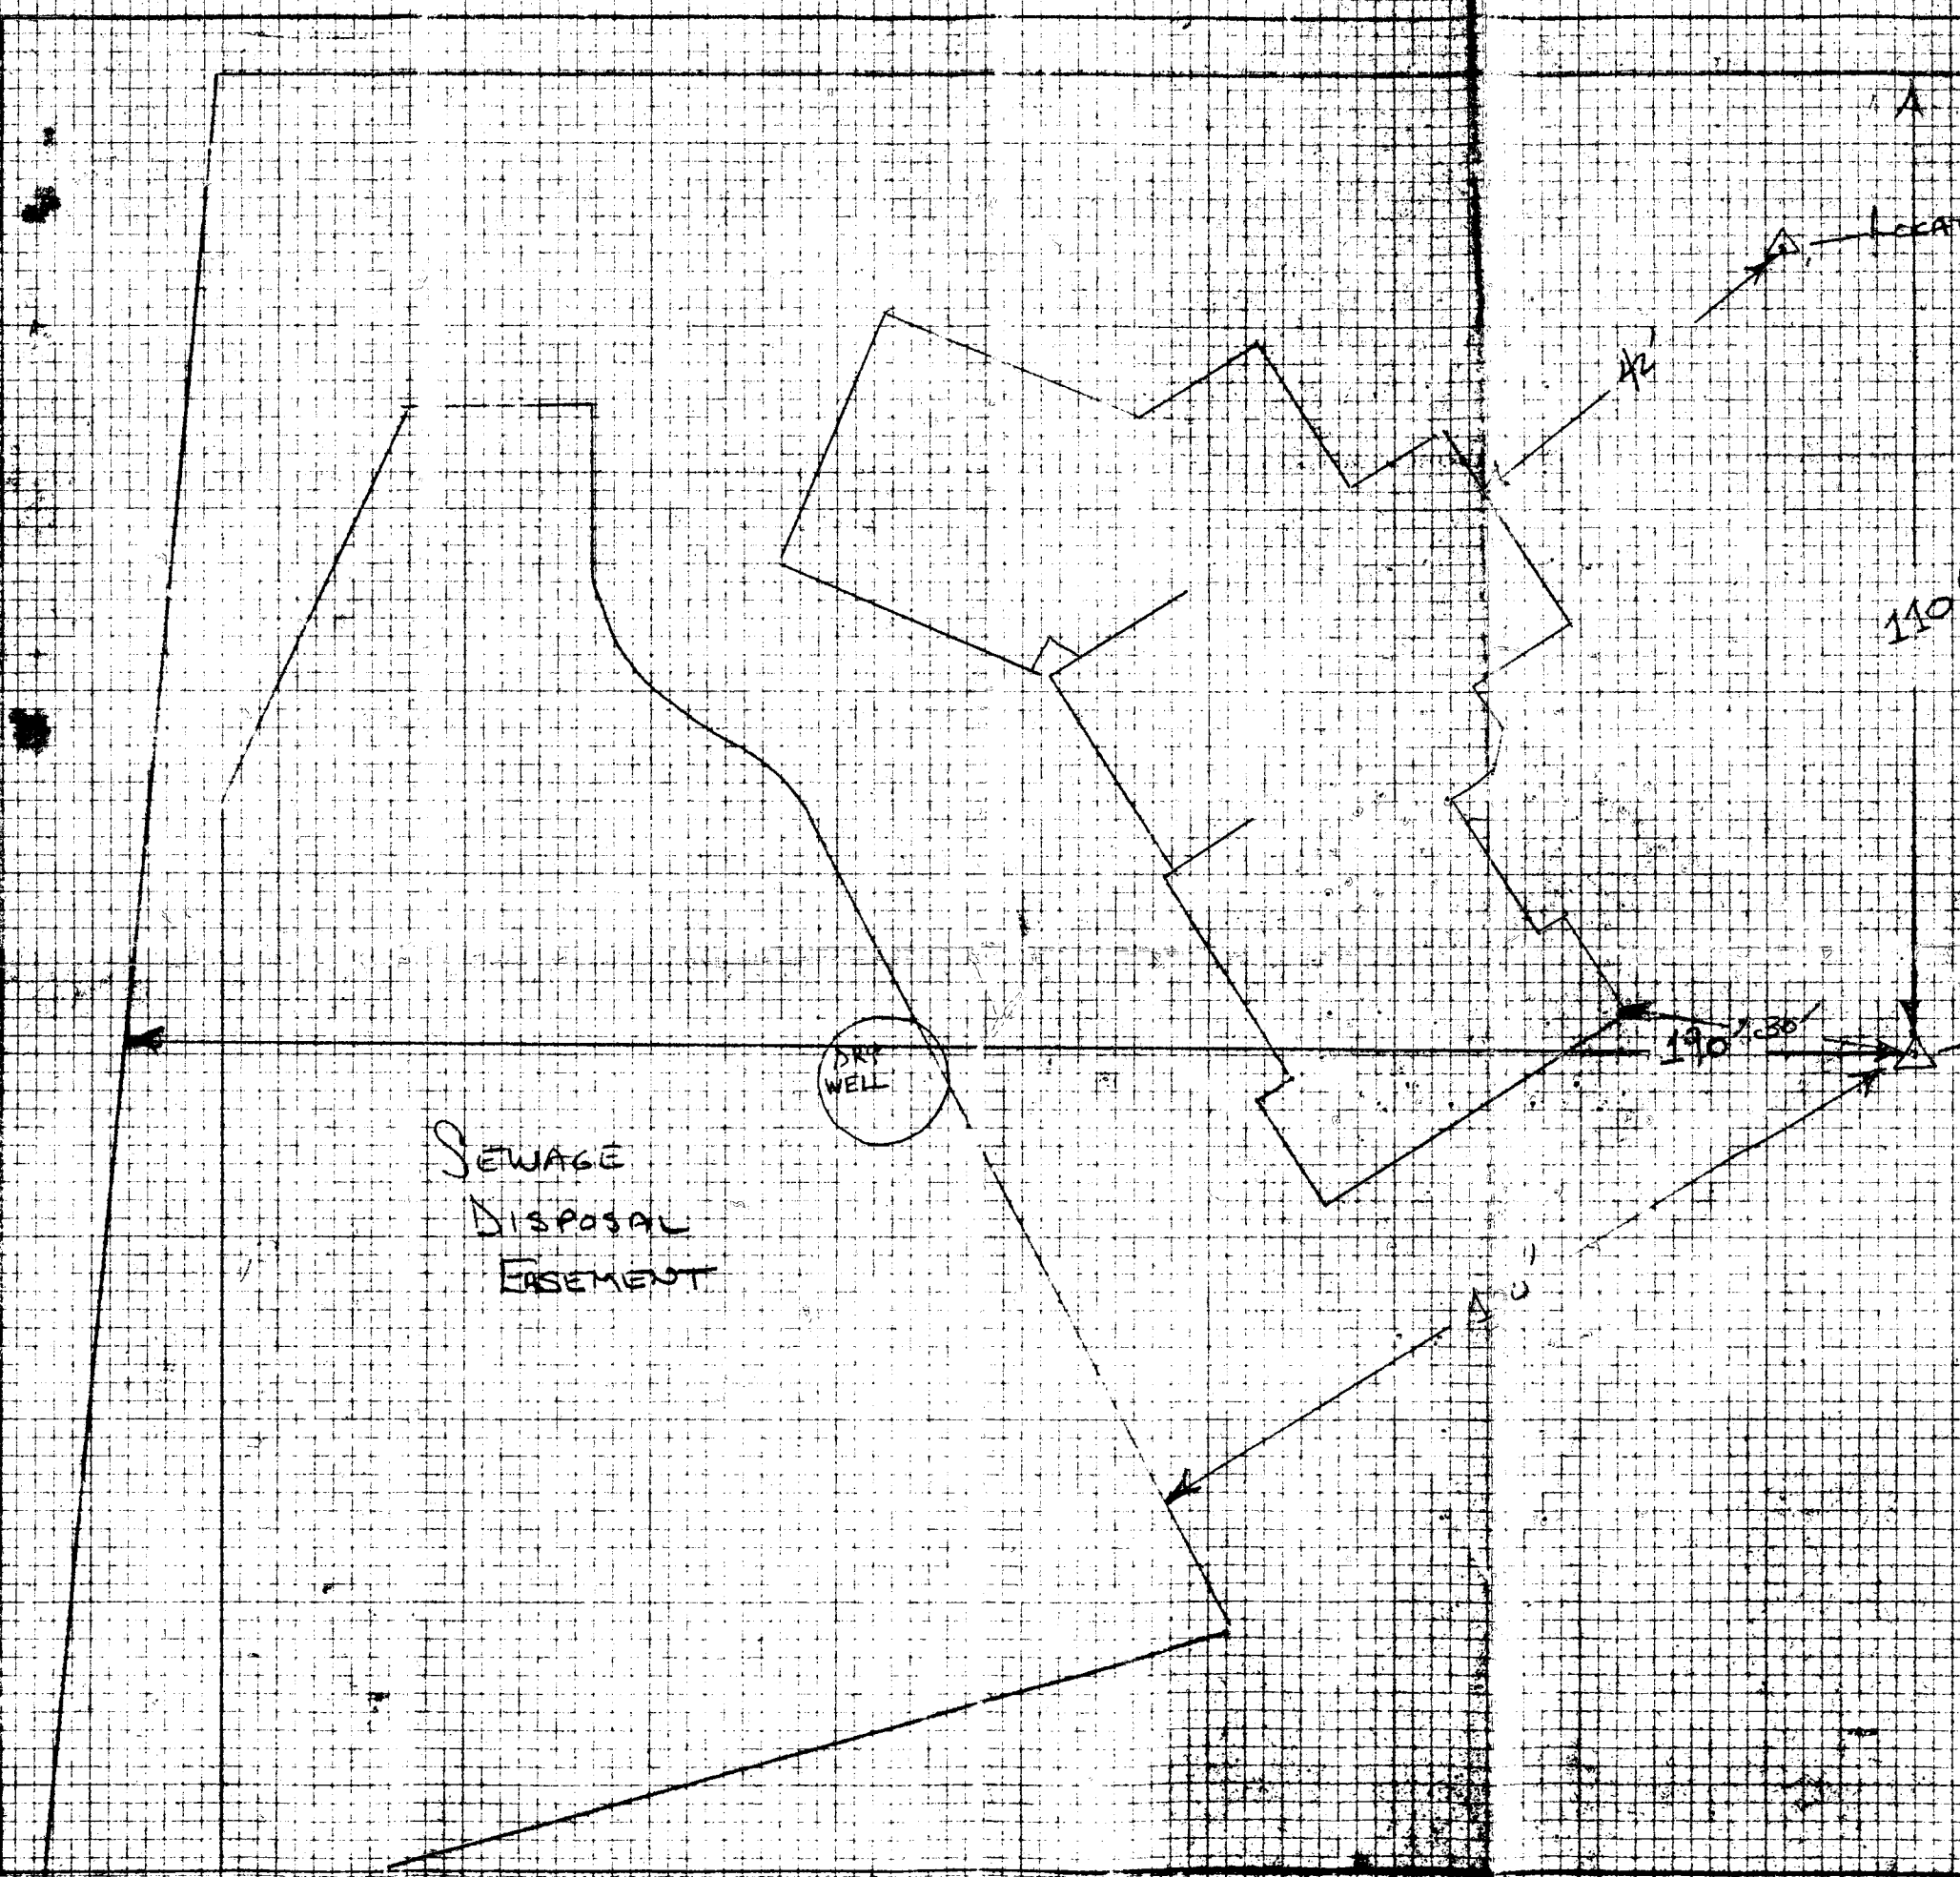 42'
110
DRY
WELL
190'
30'
SEWAGE
DISPOSAL
EASEMENT